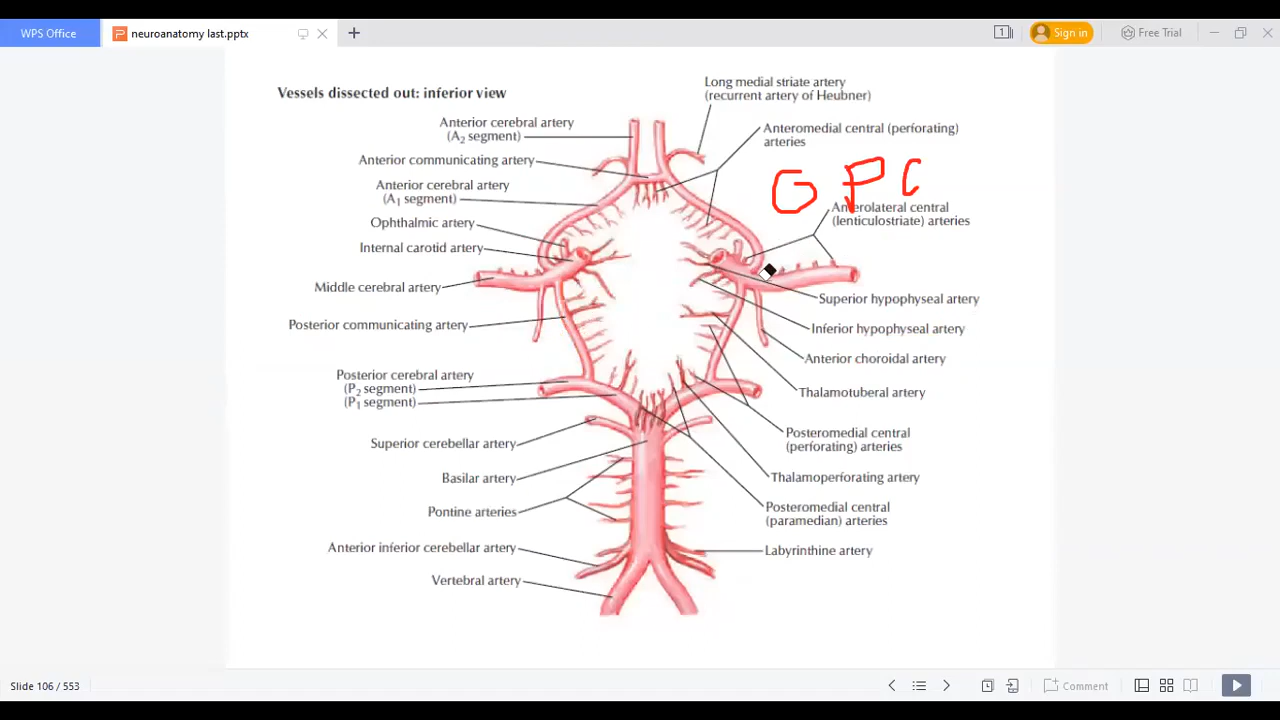 WPS Office
neuroanatomy last.pptx
1
Sign in
Free Trial
Vessels dissected out: inferior view
Long medial striate artery
(recurrent artery of Heubner)
Anterior cerebral artery
(A2 segment)
Anteromedial central (perforating)
arteries
Anterior communicating artery
Anterior cerebral artery
(A1 segment)
Anterolateral central
(lenticulostriate) arteries
Ophthalmic artery
Internal carotid artery
Middle cerebral artery
Superior hypophyseal artery
Posterior communicating artery
Inferior hypophyseal artery
Anterior choroidal artery
Posterior cerebral artery
(P2 segment)
(P1 segment)
Thalamotuberal artery
Posteromedial central
(perforating) arteries
Superior cerebellar artery
Basilar artery
Thalamoperforating artery
Pontine arteries
Posteromedial central
(paramedian) arteries
Anterior inferior cerebellar artery
Labyrinthine artery
Vertebral artery
Slide 106 / 553
Comment